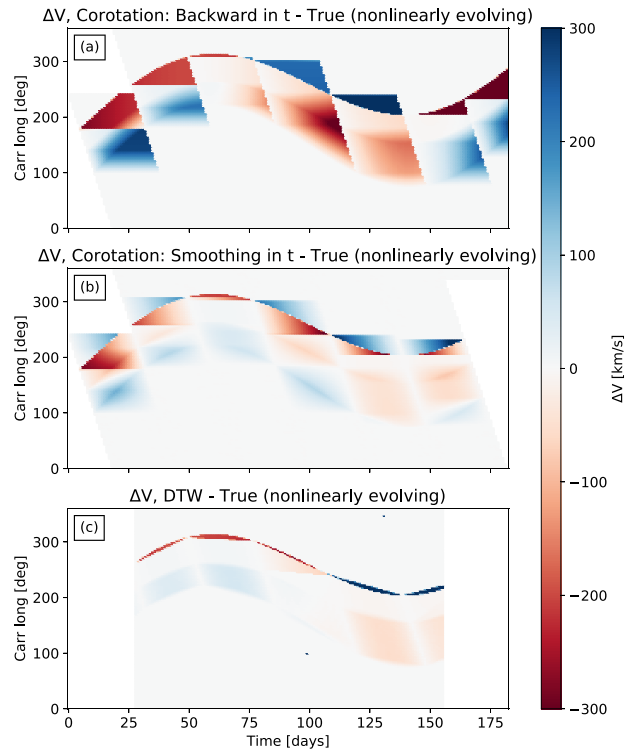 ΔV, Corotation: Backward in t - True (nonlinearly evolving)
(a)
Carr long [deg]
300
200
100
0
ΔV, Corotation: Smoothing in t - True (nonlinearly evolving)
(b)
Carr long [deg]
300
200
100
0
ΔV, DTW - True (nonlinearly evolving)
(c)
Carr long [deg]
300
200
100
0
0 25 50 75 100 125 150 175
Time [days]
300
200
100
0
−100
−200
−300
ΔV [km/s]